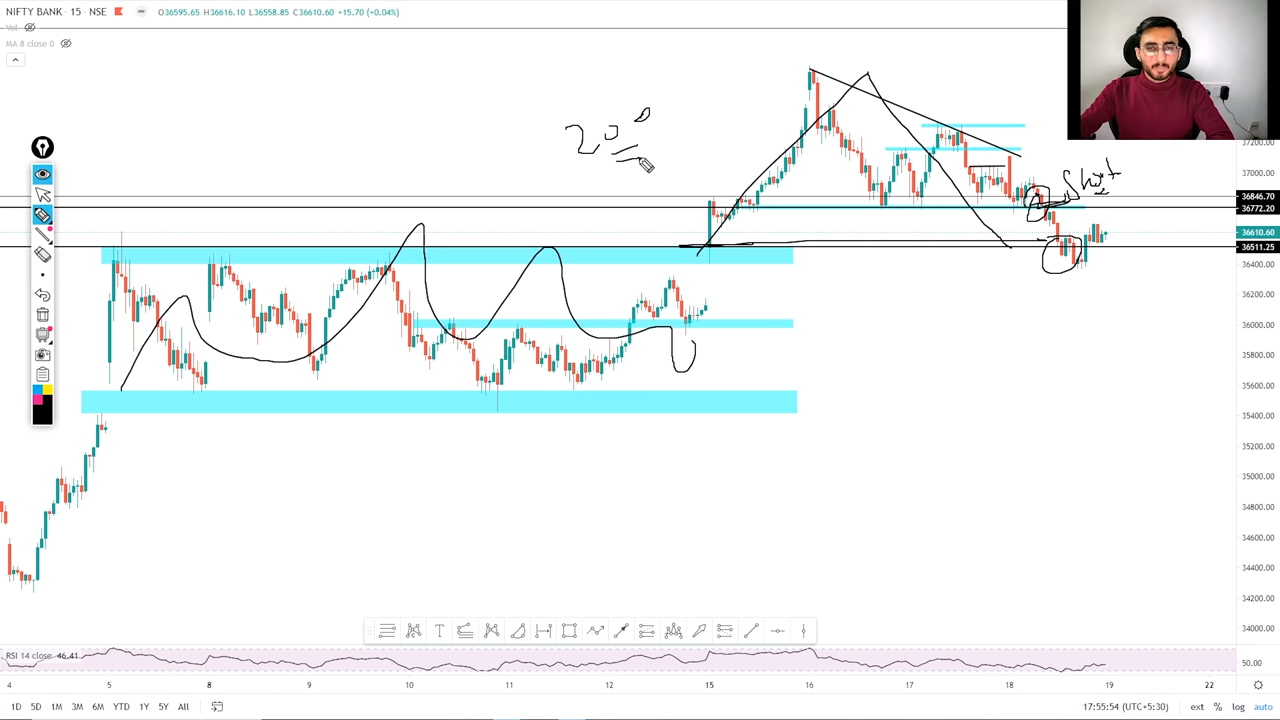 NIFTY BANK · 15 · NSE
O36595.65 H36616.10 L36558.85 C36610.60 +15.70 (+0.04%)
Vol
MA 8 close 0
200
Short
37200.00
37000.00
36846.70
36772.20
36610.60
36511.25
36400.00
36200.00
36000.00
35800.00
35600.00
35400.00
35200.00
35000.00
34800.00
34600.00
34400.00
34200.00
34000.00
RSI 14 close 46.41
50.00
4 5 8 9 10 11 12 15 16 17 18 19 22
1D 5D 1M 3M 6M YTD 1Y 5Y All
17:55:54 (UTC+5:30) ext % log auto